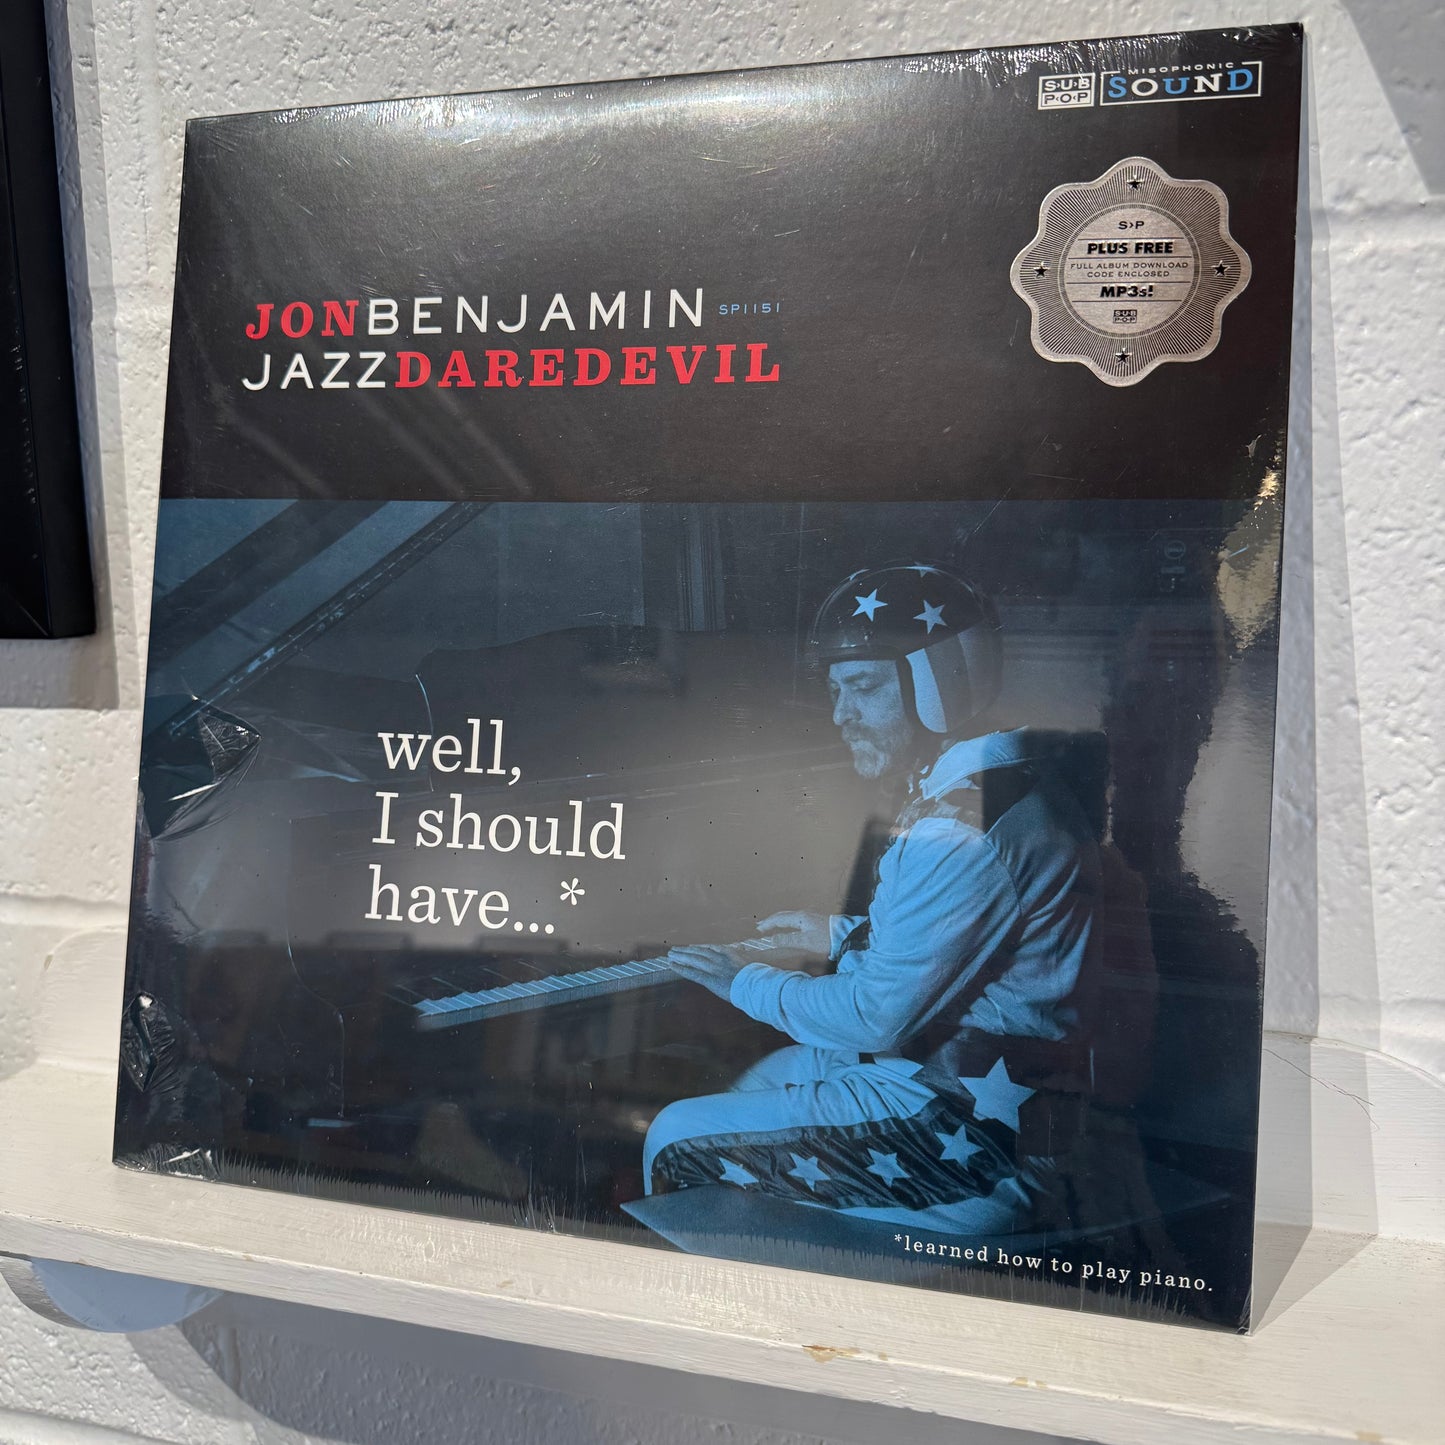 SUB
POP
MISOPHONIC
SOUND
S>P
PLUS FREE
FULL ALBUM DOWNLOAD
CODE ENCLOSED
MP3s!
SUB
POP
JONBENJAMIN SP1151
JAZZDAREDEVIL
well,
I should
have...*
*learned how to play piano.